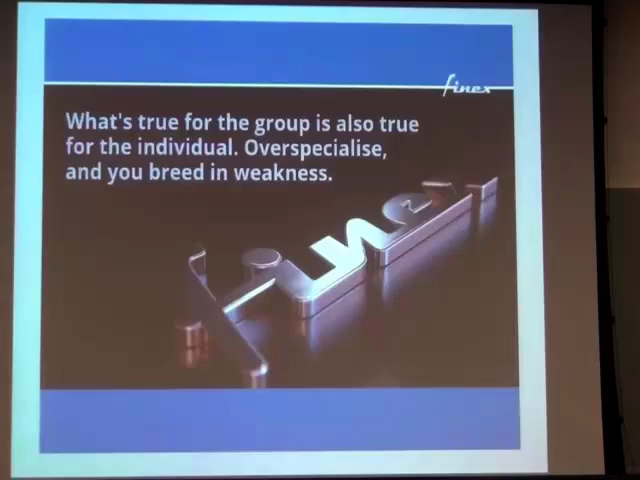 finex
What's true for the group is also true
for the individual. Overspecialise,
and you breed in weakness.
finex